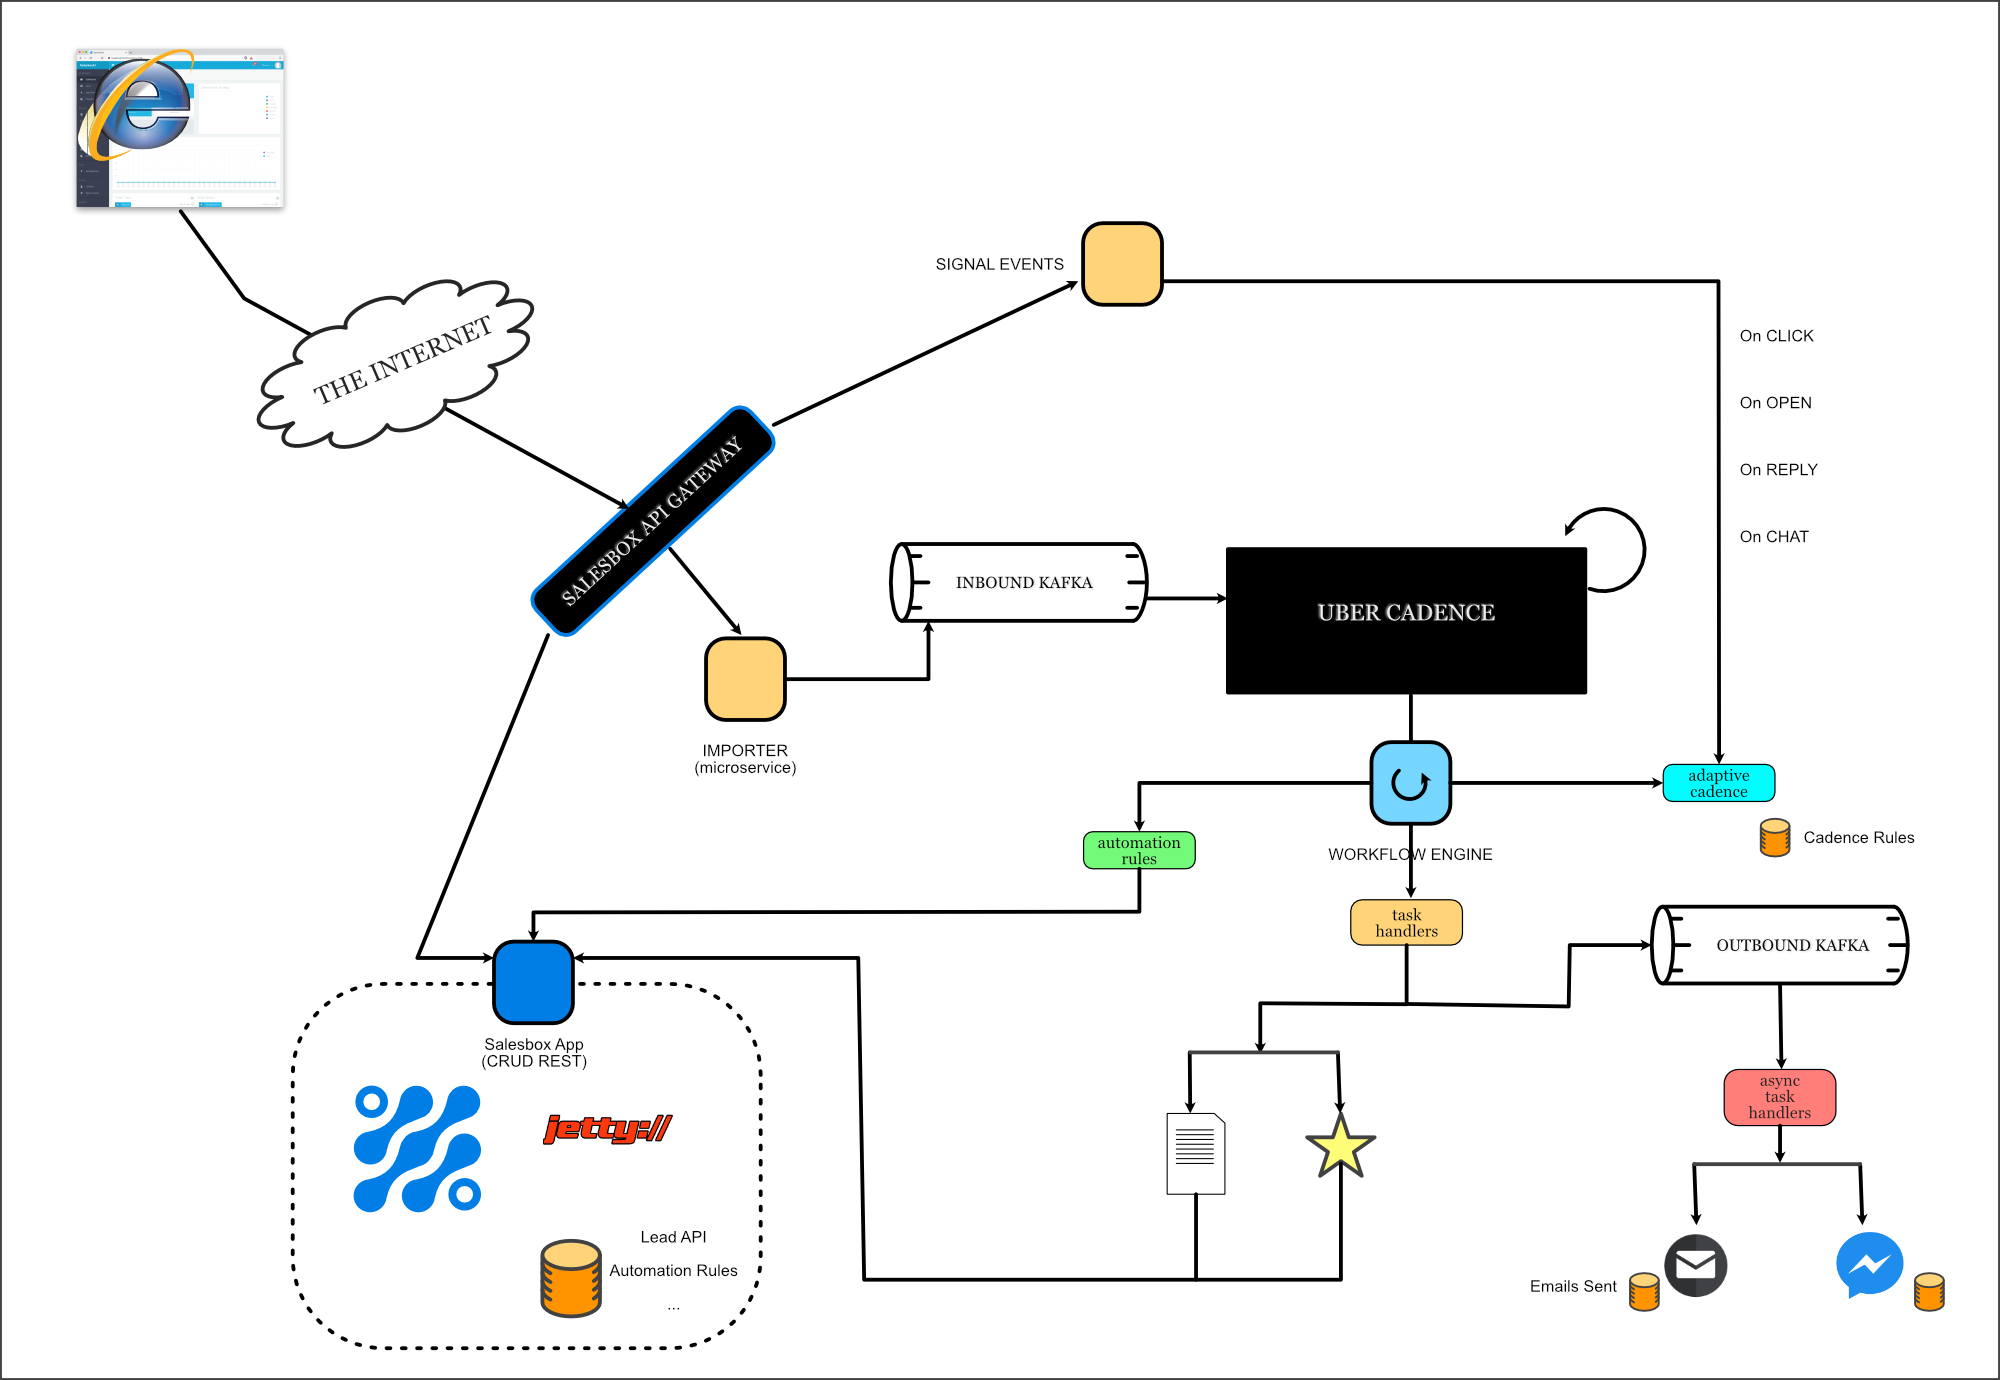 THE INTERNET
SIGNAL EVENTS
On CLICK
On OPEN
On REPLY
On CHAT
SALESBOX API GATEWAY
INBOUND KAFKA
UBER CADENCE
IMPORTER
(microservice)
adaptive
cadence
Cadence Rules
automation
rules
WORKFLOW ENGINE
task
handlers
OUTBOUND KAFKA
Salesbox App
(CRUD REST)
jetty://
async
task
handlers
Lead API
Automation Rules
...
Emails Sent